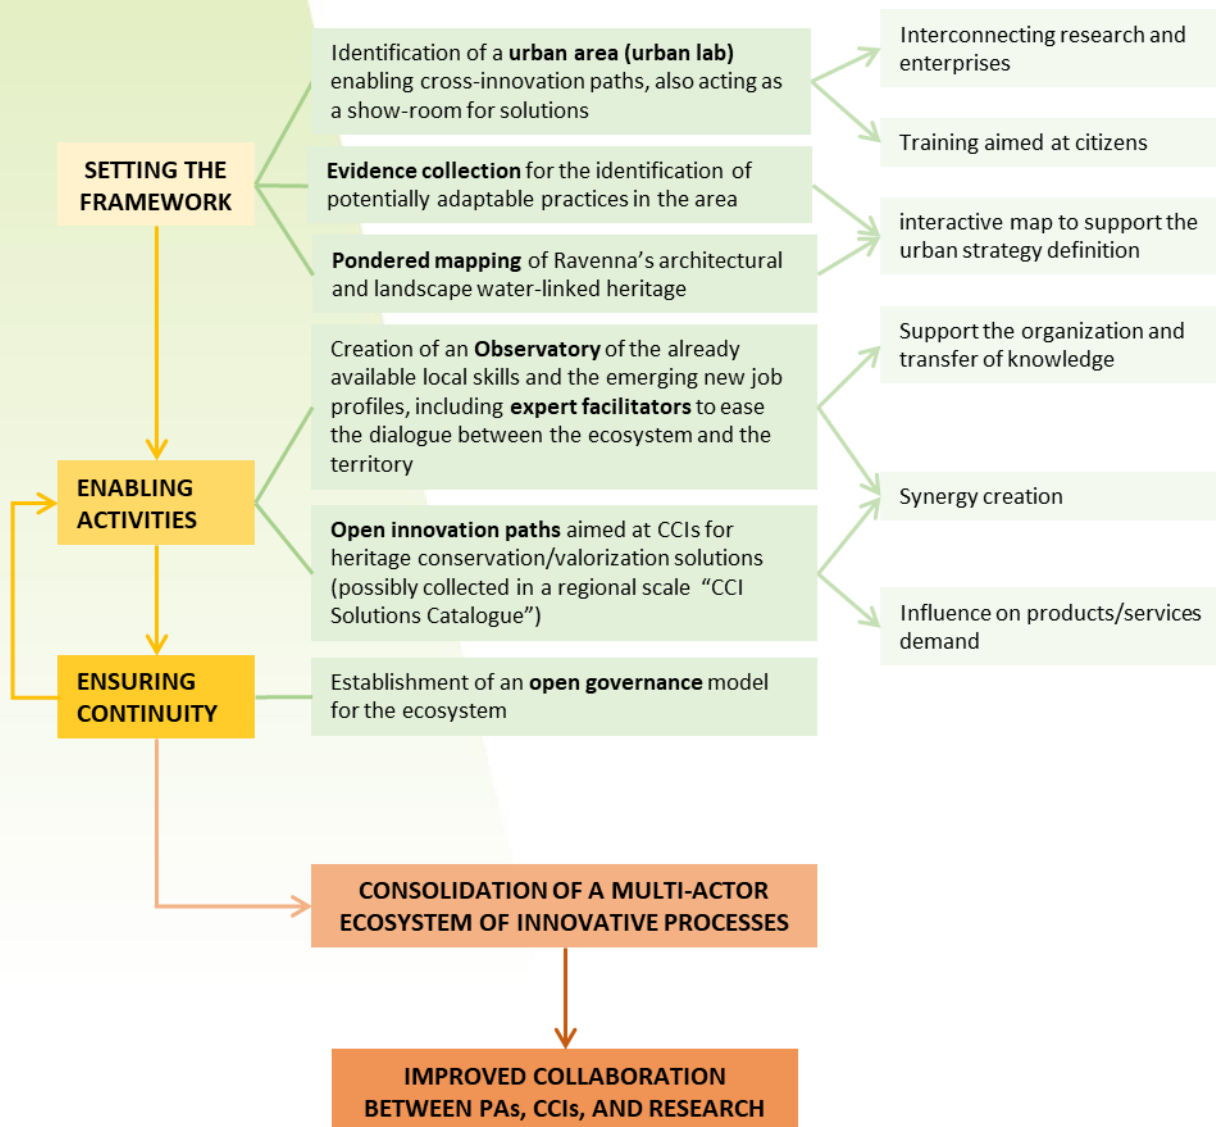 SETTING THE
FRAMEWORK
Identification of a urban area (urban lab)
enabling cross-innovation paths, also acting as
a show-room for solutions
Interconnecting research and
enterprises
Training aimed at citizens
Evidence collection for the identification of
potentially adaptable practices in the area
Pondered mapping of Ravenna’s architectural
and landscape water-linked heritage
interactive map to support the
urban strategy definition
ENABLING
ACTIVITIES
Creation of an Observatory of the already
available local skills and the emerging new job
profiles, including expert facilitators to ease
the dialogue between the ecosystem and the
territory
Support the organization and
transfer of knowledge
Synergy creation
Open innovation paths aimed at CCIs for
heritage conservation/valorization solutions
(possibly collected in a regional scale “CCI
Solutions Catalogue”)
Influence on products/services
demand
ENSURING
CONTINUITY
Establishment of an open governance model
for the ecosystem
CONSOLIDATION OF A MULTI-ACTOR
ECOSYSTEM OF INNOVATIVE PROCESSES
IMPROVED COLLABORATION
BETWEEN PAs, CCIs, AND RESEARCH